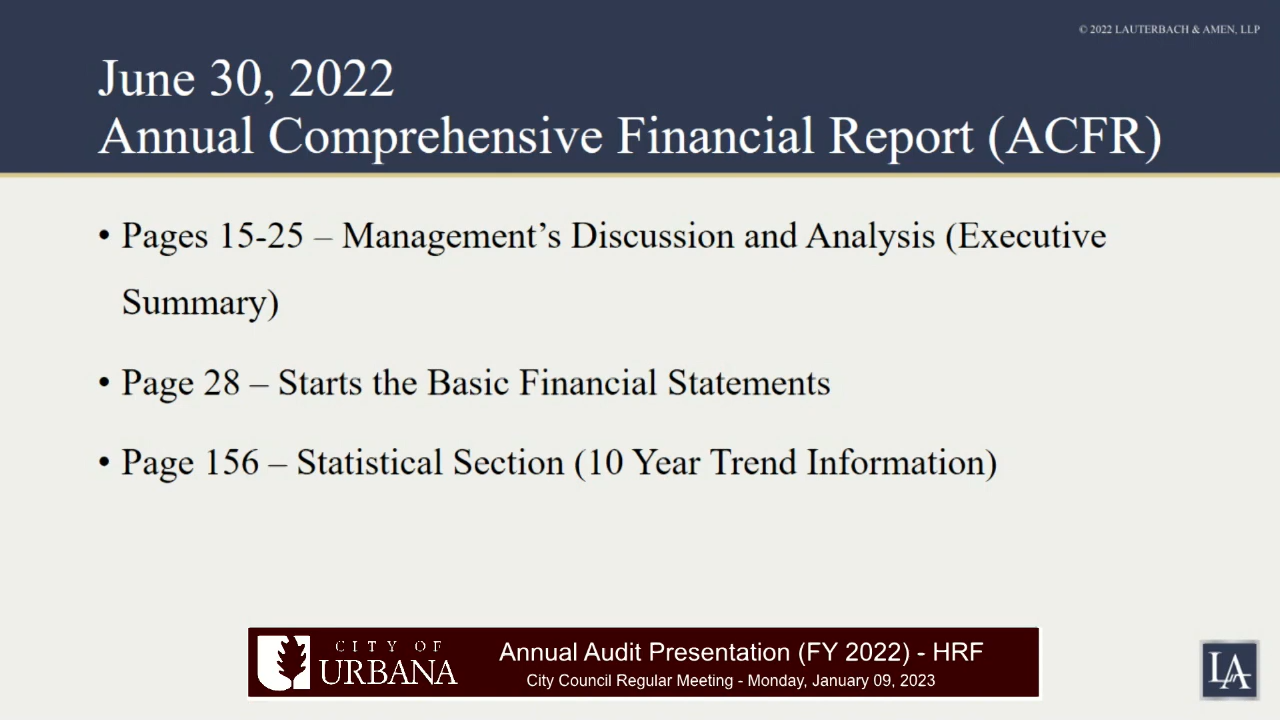 © 2022 LAUTERBACH & AMEN, LLP
June 30, 2022
Annual Comprehensive Financial Report (ACFR)
• Pages 15-25 – Management’s Discussion and Analysis (Executive
Summary)
• Page 28 – Starts the Basic Financial Statements
• Page 156 – Statistical Section (10 Year Trend Information)
CITY OF
URBANA
Annual Audit Presentation (FY 2022) - HRF
City Council Regular Meeting - Monday, January 09, 2023
LA